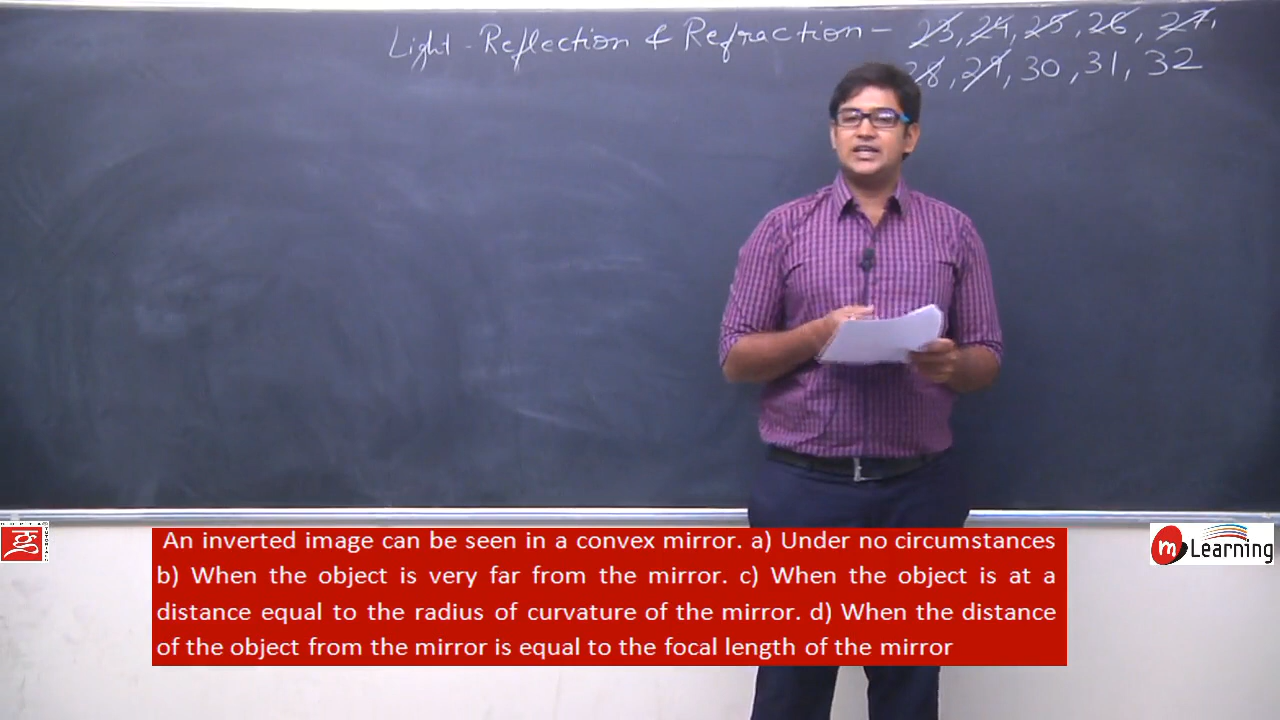 Light - Reflection & Refraction - 23, 24, 25, 26, 27,
28, 29, 30, 31, 32
An inverted image can be seen in a convex mirror. a) Under no circumstances
b) When the object is very far from the mirror. c) When the object is at a
distance equal to the radius of curvature of the mirror. d) When the distance
of the object from the mirror is equal to the focal length of the mirror
m Learning